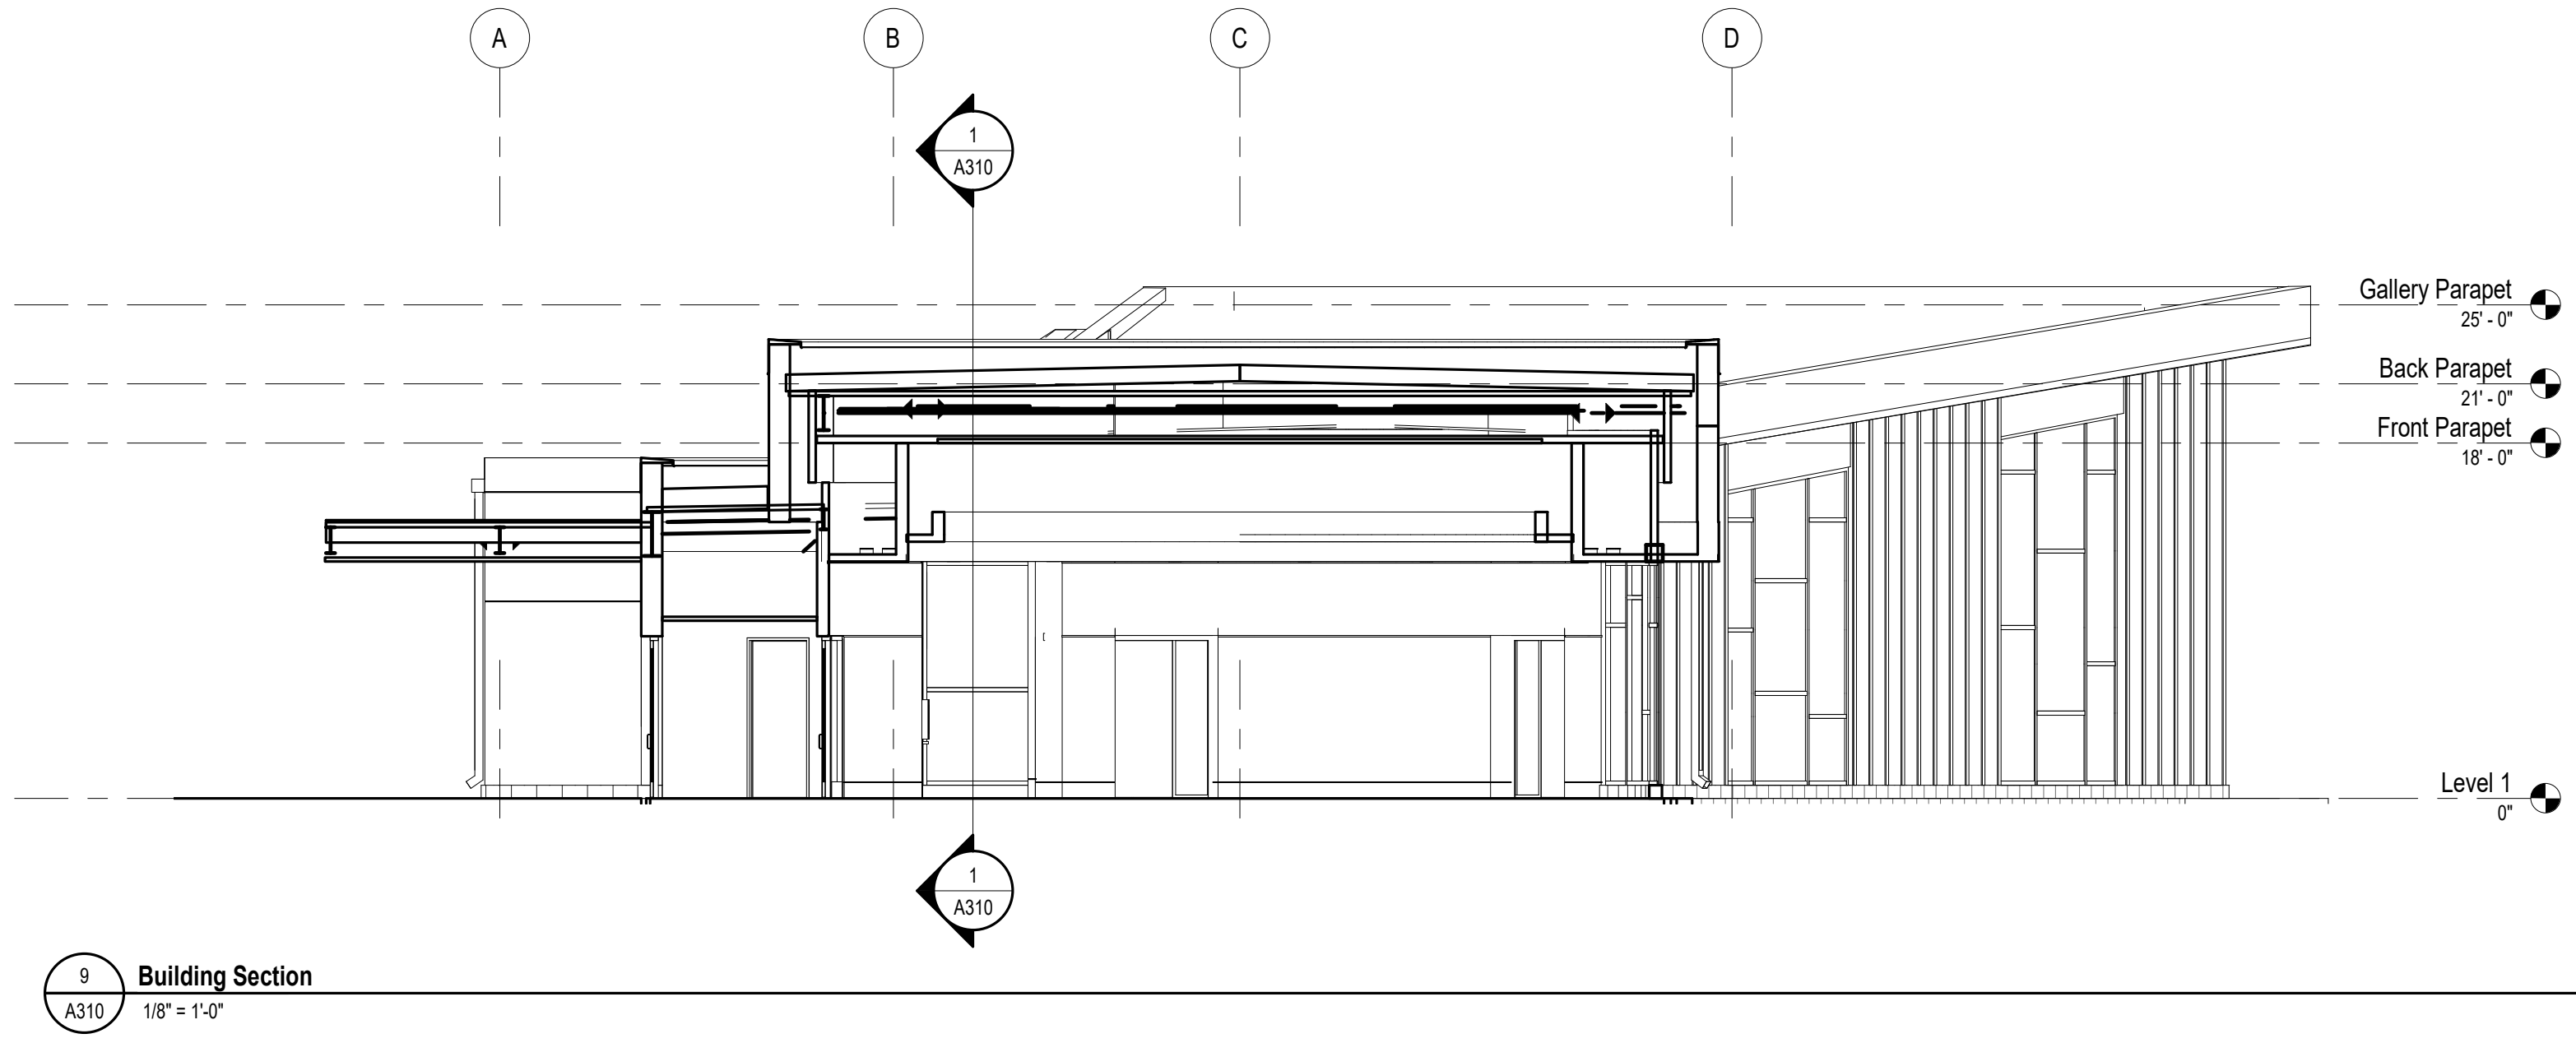 A
B
C
D
1
A310
Gallery Parapet
25' - 0"
Back Parapet
21' - 0"
Front Parapet
18' - 0"
Level 1
0"
1
A310
9
A310
Building Section
1/8" = 1'-0"